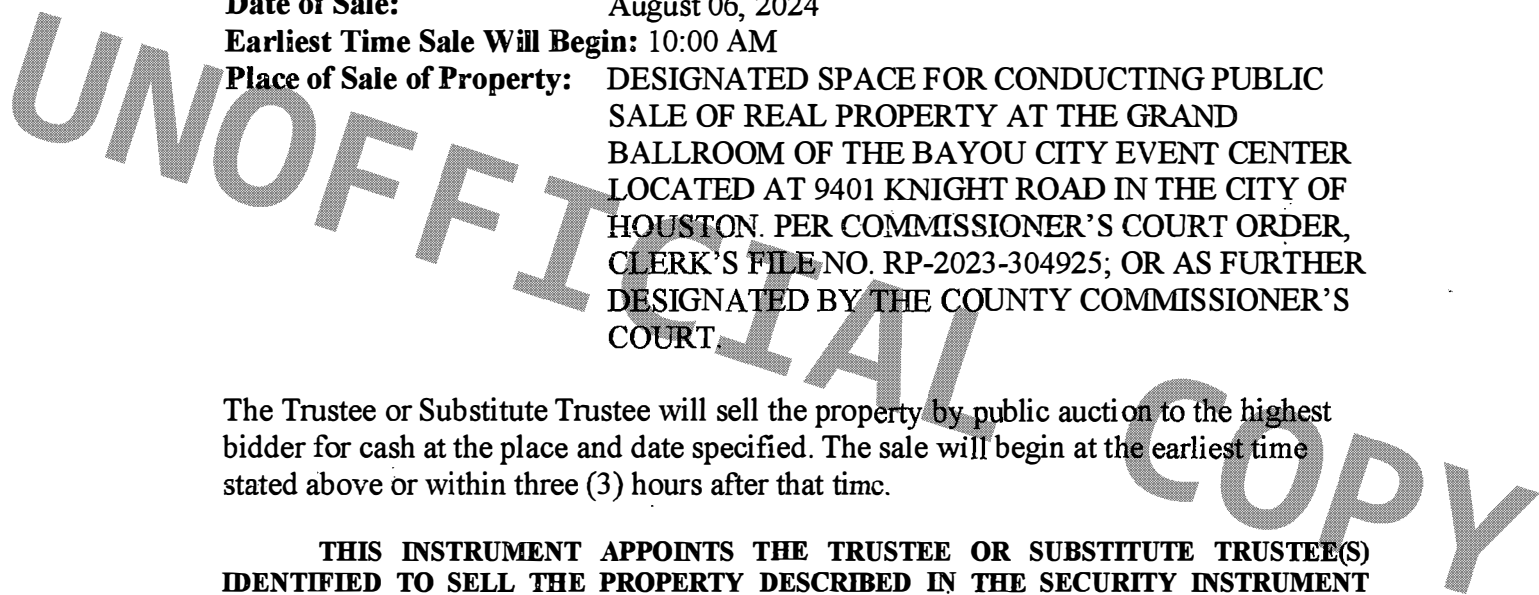 Date of Sale: August 06, 2024
Earliest Time Sale Will Begin: 10:00 AM
Place of Sale of Property: DESIGNATED SPACE FOR CONDUCTING PUBLIC
SALE OF REAL PROPERTY AT THE GRAND
BALLROOM OF THE BAYOU CITY EVENT CENTER
LOCATED AT 9401 KNIGHT ROAD IN THE CITY OF
HOUSTON. PER COMMISSIONER'S COURT ORDER,
CLERK'S FILE NO. RP-2023-304925; OR AS FURTHER
DESIGNATED BY THE COUNTY COMMISSIONER'S
COURT.
The Trustee or Substitute Trustee will sell the property by public auction to the highest
bidder for cash at the place and date specified. The sale will begin at the earliest time
stated above or within three (3) hours after that time.
THIS INSTRUMENT APPOINTS THE TRUSTEE OR SUBSTITUTE TRUSTEE(S)
IDENTIFIED TO SELL THE PROPERTY DESCRIBED IN THE SECURITY INSTRUMENT
UNOFFICIAL COPY